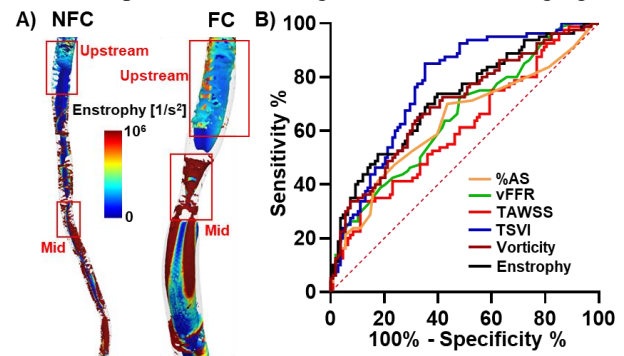 A) NFC FC
Upstream
Upstream
Enstrophy [1/s²]
10⁶
0
Mid
Mid
B)
Sensitivity %
100
80
60
40
20
0
%AS
vFFR
TAWSS
TSVI
Vorticity
Enstrophy
0 20 40 60 80 100
100% - Specificity %